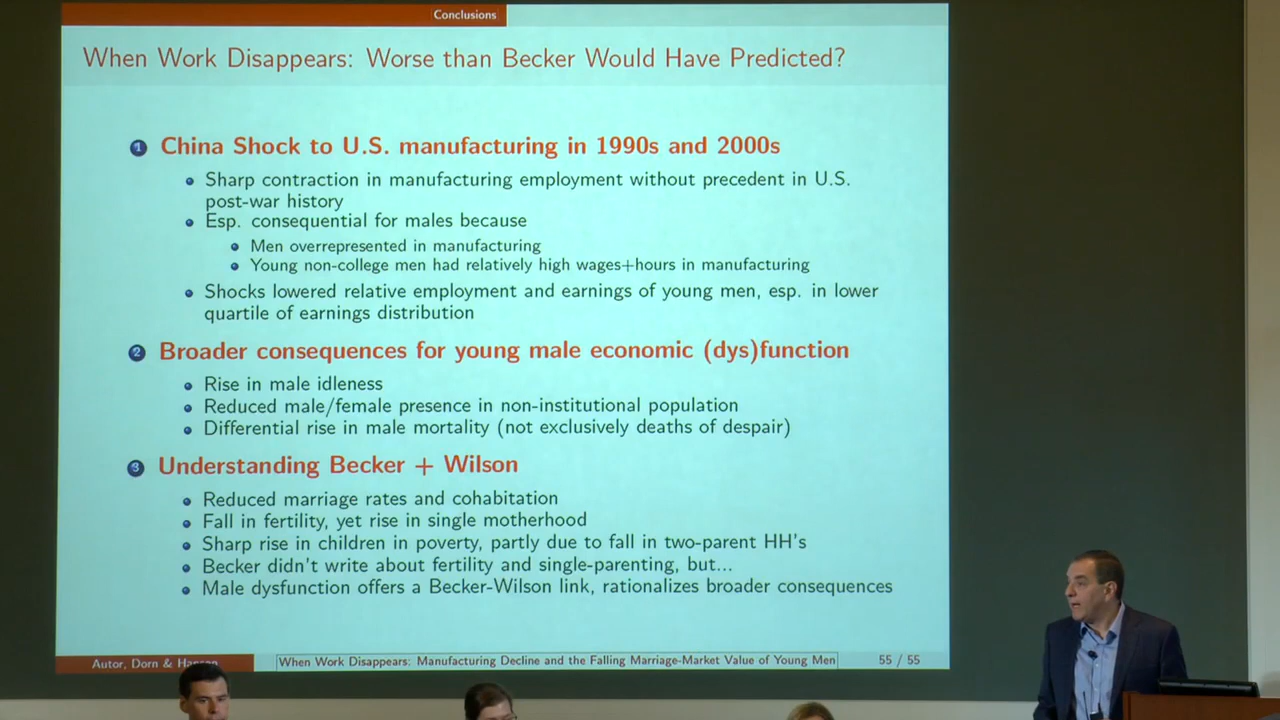 Conclusions
When Work Disappears: Worse than Becker Would Have Predicted?
1 China Shock to U.S. manufacturing in 1990s and 2000s
Sharp contraction in manufacturing employment without precedent in U.S.
post-war history
Esp. consequential for males because
Men overrepresented in manufacturing
Young non-college men had relatively high wages+hours in manufacturing
Shocks lowered relative employment and earnings of young men, esp. in lower
quartile of earnings distribution
2 Broader consequences for young male economic (dys)function
Rise in male idleness
Reduced male/female presence in non-institutional population
Differential rise in male mortality (not exclusively deaths of despair)
3 Understanding Becker + Wilson
Reduced marriage rates and cohabitation
Fall in fertility, yet rise in single motherhood
Sharp rise in children in poverty, partly due to fall in two-parent HH's
Becker didn't write about fertility and single-parenting, but...
Male dysfunction offers a Becker-Wilson link, rationalizes broader consequences
Autor, Dorn & Hanson
When Work Disappears: Manufacturing Decline and the Falling Marriage-Market Value of Young Men
55 / 55